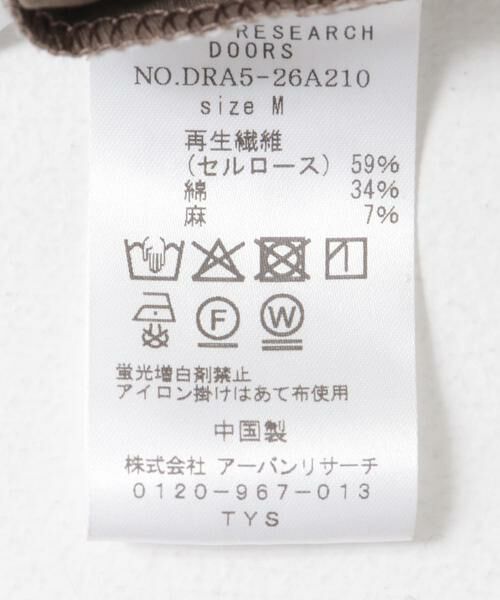 RESEARCH
DOORS
NO.DRA5-26A210
size M
再生繊維
(セルロース) 59%
綿 34%
麻 7%
F W
蛍光増白剤禁止
アイロン掛けはあて布使用
中国製
株式会社 アーバンリサーチ
0120-967-013
TYS